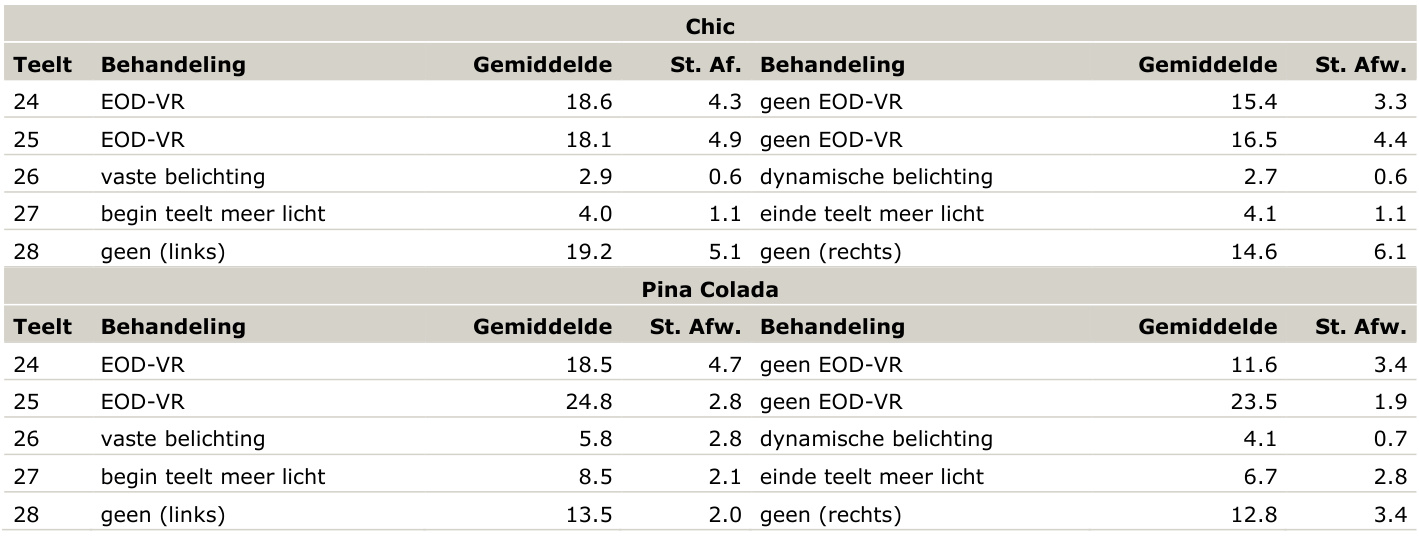 Chic
Teelt Behandeling Gemiddelde St. Af. Behandeling Gemiddelde St. Afw.
24 EOD-VR 18.6 4.3 geen EOD-VR 15.4 3.3
25 EOD-VR 18.1 4.9 geen EOD-VR 16.5 4.4
26 vaste belichting 2.9 0.6 dynamische belichting 2.7 0.6
27 begin teelt meer licht 4.0 1.1 einde teelt meer licht 4.1 1.1
28 geen (links) 19.2 5.1 geen (rechts) 14.6 6.1
Pina Colada
Teelt Behandeling Gemiddelde St. Afw. Behandeling Gemiddelde St. Afw.
24 EOD-VR 18.5 4.7 geen EOD-VR 11.6 3.4
25 EOD-VR 24.8 2.8 geen EOD-VR 23.5 1.9
26 vaste belichting 5.8 2.8 dynamische belichting 4.1 0.7
27 begin teelt meer licht 8.5 2.1 einde teelt meer licht 6.7 2.8
28 geen (links) 13.5 2.0 geen (rechts) 12.8 3.4